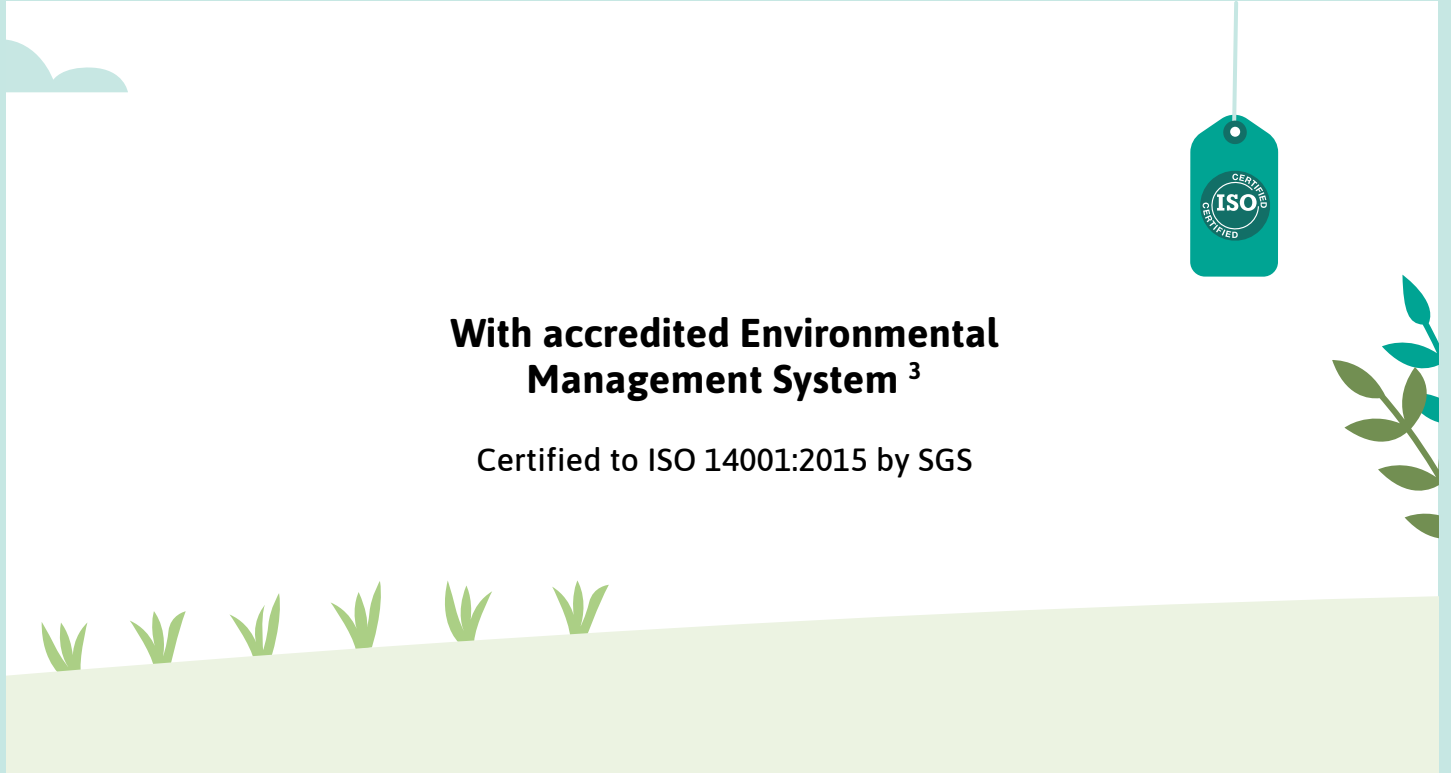 CERTIFIED
ISO
CERTIFIED
With accredited Environmental
Management System ³
Certified to ISO 14001:2015 by SGS